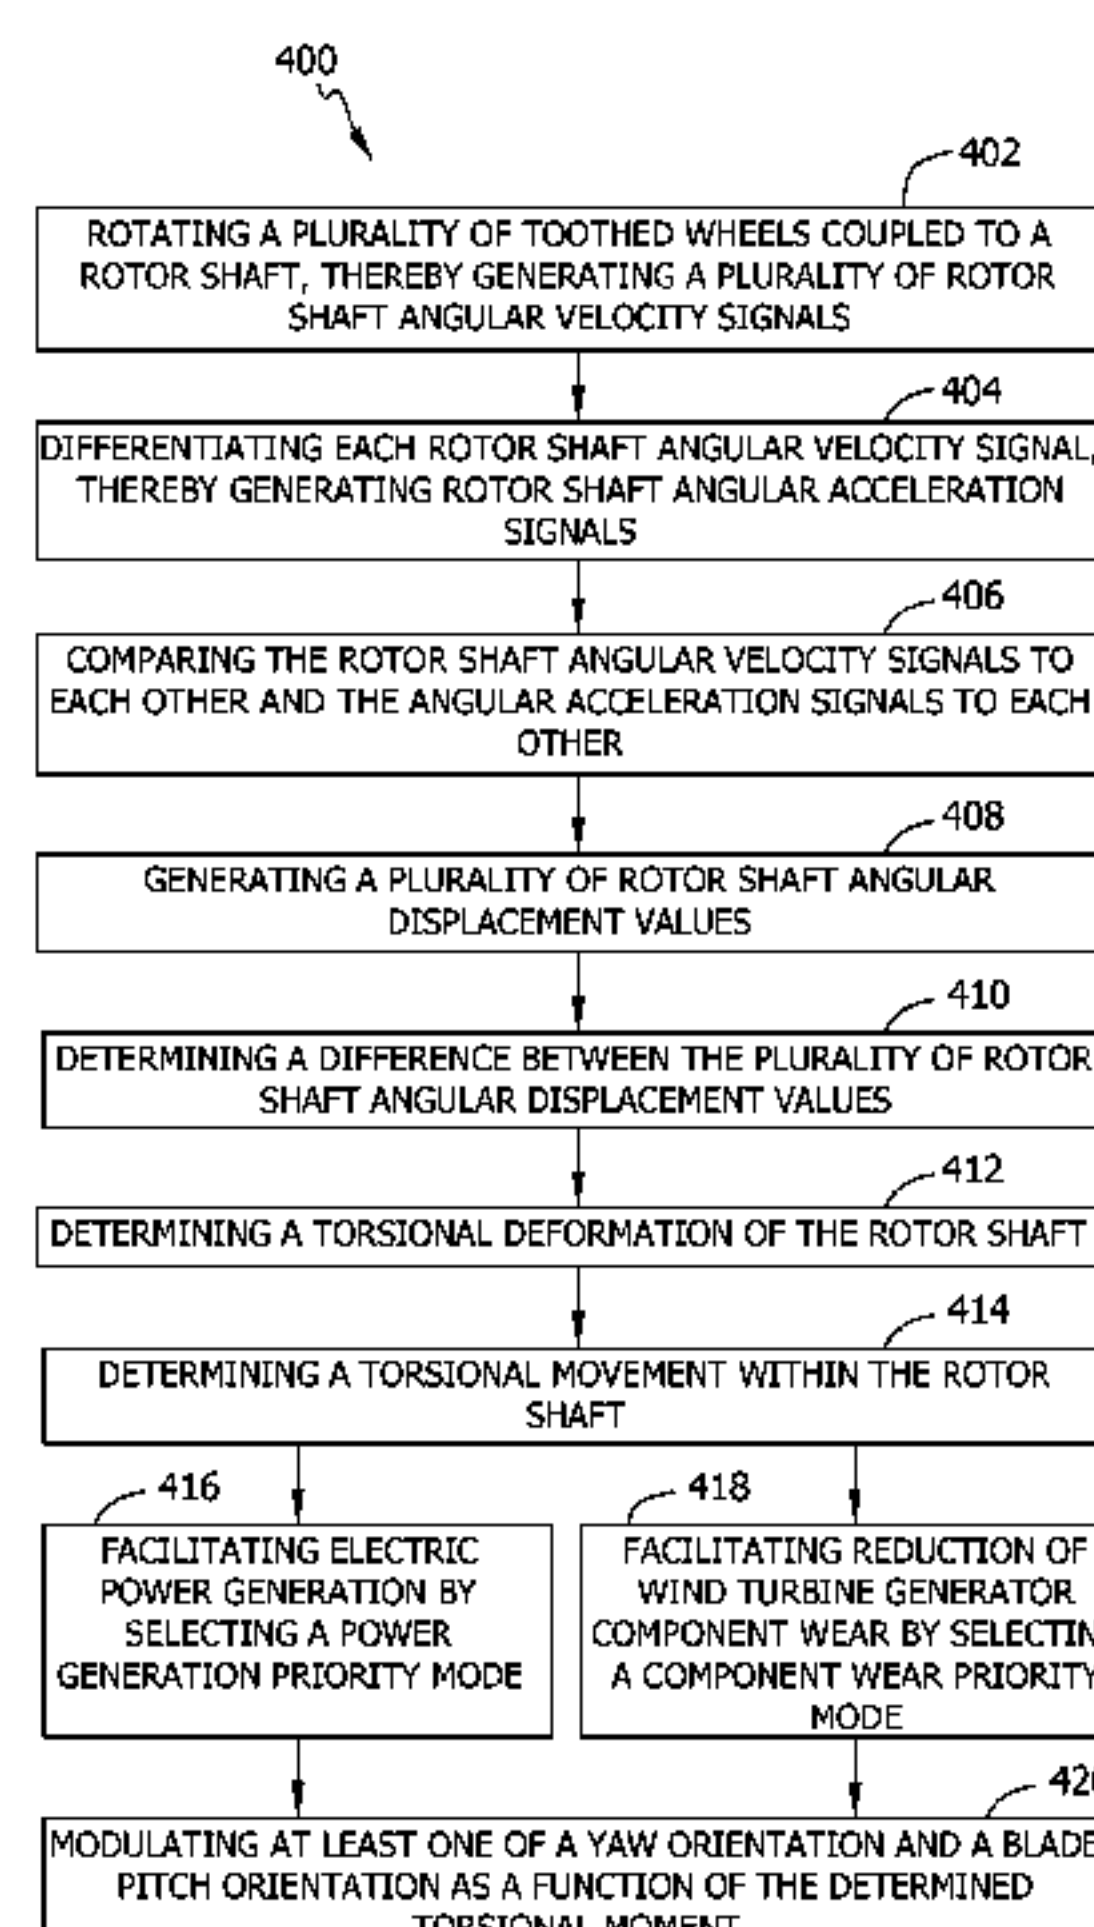 400
402
ROTATING A PLURALITY OF TOOTHED WHEELS COUPLED TO A
ROTOR SHAFT, THEREBY GENERATING A PLURALITY OF ROTOR
SHAFT ANGULAR VELOCITY SIGNALS
404
DIFFERENTIATING EACH ROTOR SHAFT ANGULAR VELOCITY SIGNAL,
THEREBY GENERATING ROTOR SHAFT ANGULAR ACCELERATION
SIGNALS
406
COMPARING THE ROTOR SHAFT ANGULAR VELOCITY SIGNALS TO
EACH OTHER AND THE ANGULAR ACCELERATION SIGNALS TO EACH
OTHER
408
GENERATING A PLURALITY OF ROTOR SHAFT ANGULAR
DISPLACEMENT VALUES
410
DETERMINING A DIFFERENCE BETWEEN THE PLURALITY OF ROTOR
SHAFT ANGULAR DISPLACEMENT VALUES
412
DETERMINING A TORSIONAL DEFORMATION OF THE ROTOR SHAFT
414
DETERMINING A TORSIONAL MOVEMENT WITHIN THE ROTOR
SHAFT
416
FACILITATING ELECTRIC
POWER GENERATION BY
SELECTING A POWER
GENERATION PRIORITY MODE
418
FACILITATING REDUCTION OF
WIND TURBINE GENERATOR
COMPONENT WEAR BY SELECTIN
A COMPONENT WEAR PRIORITY
MODE
420
MODULATING AT LEAST ONE OF A YAW ORIENTATION AND A BLADE
PITCH ORIENTATION AS A FUNCTION OF THE DETERMINED
TORSIONAL MOMENT